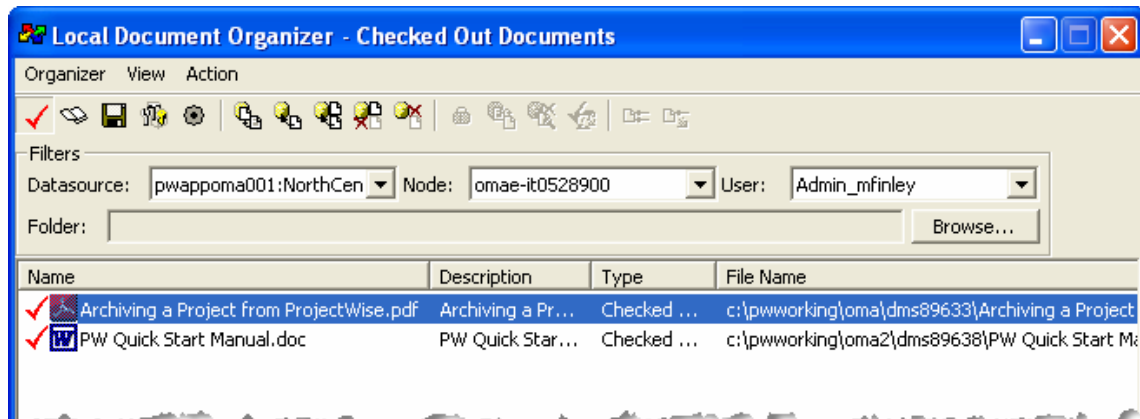 Local Document Organizer - Checked Out Documents
Organizer View Action
Filters
Datasource: pwappoma001:NorthCen Node: omae-it0528900 User: Admin_mfinley
Folder: Browse...
Name Description Type File Name
Archiving a Project from ProjectWise.pdf Archiving a Pr... Checked ... c:\pwworking\oma\dms89633\Archiving a Project
PW Quick Start Manual.doc PW Quick Star... Checked ... c:\pwworking\oma2\dms89638\PW Quick Start Ma